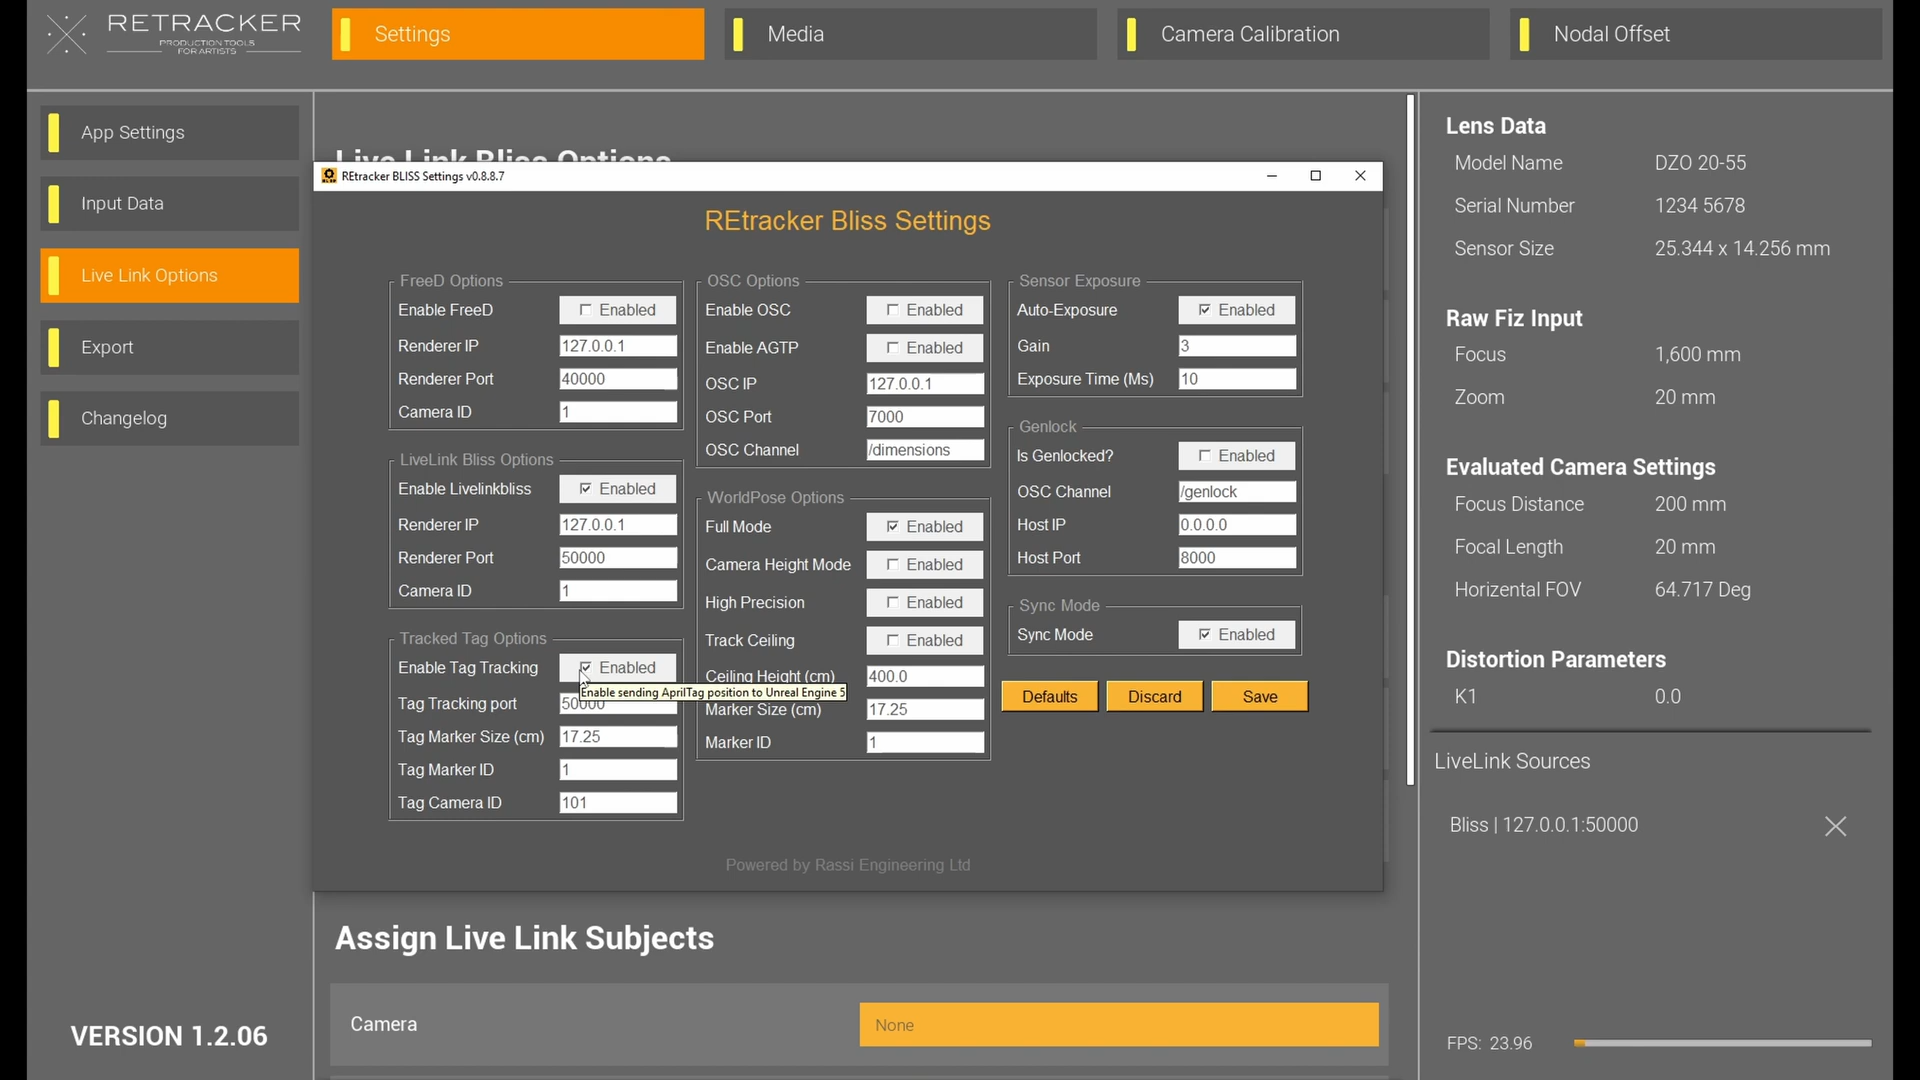 RETRACKER
PRODUCTION TOOLS
FOR ARTISTS
Settings
Media
Camera Calibration
Nodal Offset
App Settings
Input Data
Live Link Options
Export
Changelog
VERSION 1.2.06
Live Link Bliss Options
REtracker BLISS Settings v0.8.8.7
REtracker Bliss Settings
FreeD Options
Enable FreeD Enabled
Renderer IP 127.0.0.1
Renderer Port 40000
Camera ID 1
LiveLink Bliss Options
Enable Livelinkbliss Enabled
Renderer IP 127.0.0.1
Renderer Port 50000
Camera ID 1
Tracked Tag Options
Enable Tag Tracking Enabled
Enable sending AprilTag position to Unreal Engine 5
Tag Tracking port 50000
Tag Marker Size (cm) 17.25
Tag Marker ID 1
Tag Camera ID 101
OSC Options
Enable OSC Enabled
Enable AGTP Enabled
OSC IP 127.0.0.1
OSC Port 7000
OSC Channel /dimensions
WorldPose Options
Full Mode Enabled
Camera Height Mode Enabled
High Precision Enabled
Track Ceiling Enabled
Ceiling Height (cm) 400.0
Marker Size (cm) 17.25
Marker ID 1
Sensor Exposure
Auto-Exposure Enabled
Gain 3
Exposure Time (Ms) 10
Genlock
Is Genlocked? Enabled
OSC Channel /genlock
Host IP 0.0.0.0
Host Port 8000
Sync Mode
Sync Mode Enabled
Defaults Discard Save
Powered by Rassi Engineering Ltd
Assign Live Link Subjects
Camera None
Lens Data
Model Name DZO 20-55
Serial Number 1234 5678
Sensor Size 25.344 x 14.256 mm
Raw Fiz Input
Focus 1,600 mm
Zoom 20 mm
Evaluated Camera Settings
Focus Distance 200 mm
Focal Length 20 mm
Horizental FOV 64.717 Deg
Distortion Parameters
K1 0.0
LiveLink Sources
Bliss | 127.0.0.1:50000
FPS: 23.96